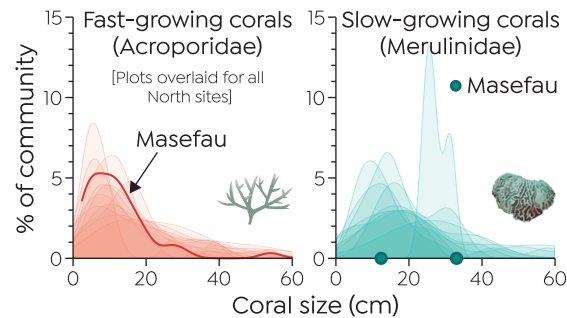 Fast-growing corals
(Acroporidae)
[Plots overlaid for all
North sites]
Masefau
Slow-growing corals
(Merulinidae)
Masefau
% of community
15
10
5
0
0 20 40 60
15
10
5
0
0 20 40 60
Coral size (cm)